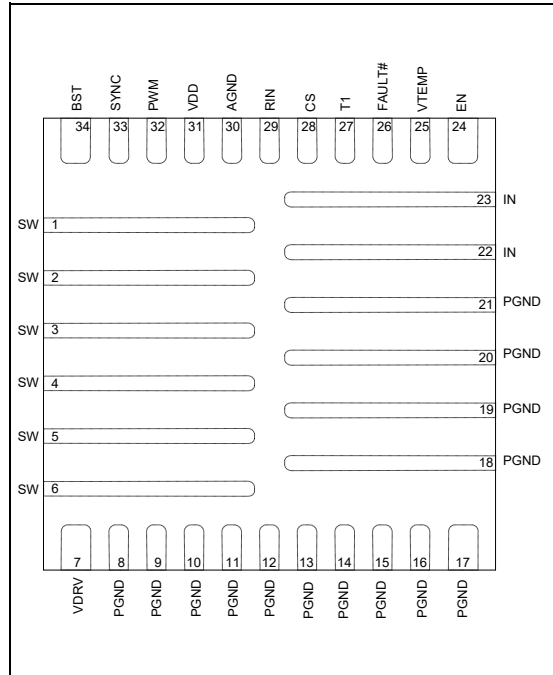 BST SYNC PWM VDD AGND RIN CS T1 FAULT# VTEMP EN
34 33 32 31 30 29 28 27 26 25 24
23 IN
SW 1
22 IN
SW 2
21 PGND
SW 3
20 PGND
SW 4
19 PGND
SW 5
18 PGND
SW 6
7 8 9 10 11 12 13 14 15 16 17
VDRV PGND PGND PGND PGND PGND PGND PGND PGND PGND PGND